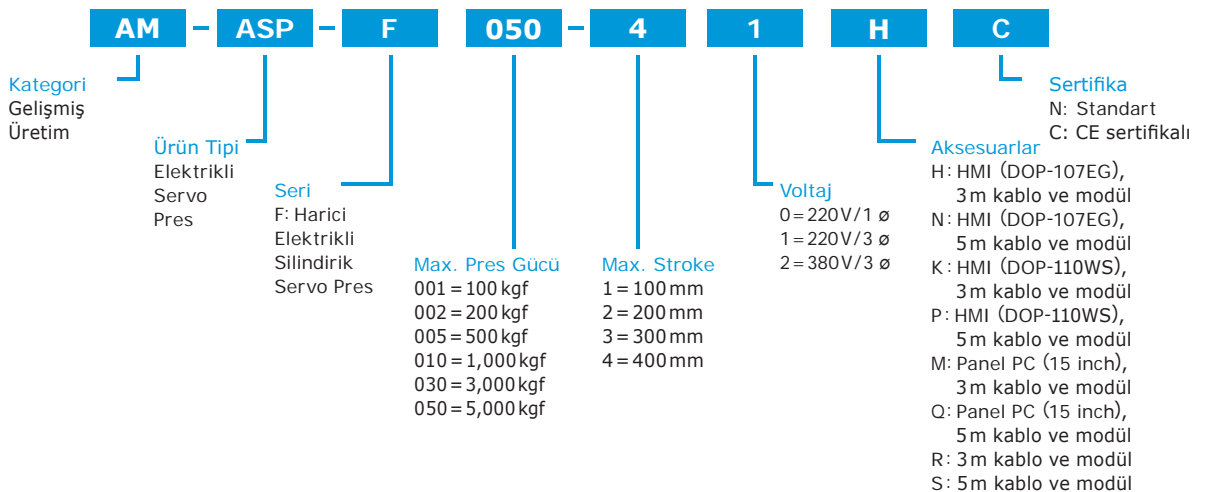 AM - ASP - F 050 - 4 1 H C
Kategori
Gelişmiş
Üretim
Ürün Tipi
Elektrikli
Servo
Pres
Seri
F: Harici
Elektrikli
Silindirik
Servo Pres
Max. Pres Gücü
001 = 100 kgf
002 = 200 kgf
005 = 500 kgf
010 = 1,000 kgf
030 = 3,000 kgf
050 = 5,000 kgf
Max. Stroke
1 = 100 mm
2 = 200 mm
3 = 300 mm
4 = 400 mm
Voltaj
0 = 220 V/1 ø
1 = 220 V/3 ø
2 = 380 V/3 ø
Aksesuarlar
H: HMI (DOP-107EG),
3 m kablo ve modül
N: HMI (DOP-107EG),
5 m kablo ve modül
K: HMI (DOP-110WS),
3 m kablo ve modül
P: HMI (DOP-110WS),
5 m kablo ve modül
M: Panel PC (15 inch),
3 m kablo ve modül
Q: Panel PC (15 inch),
5 m kablo ve modül
R: 3 m kablo ve modül
S: 5 m kablo ve modül
Sertifika
N: Standart
C: CE sertifikalı